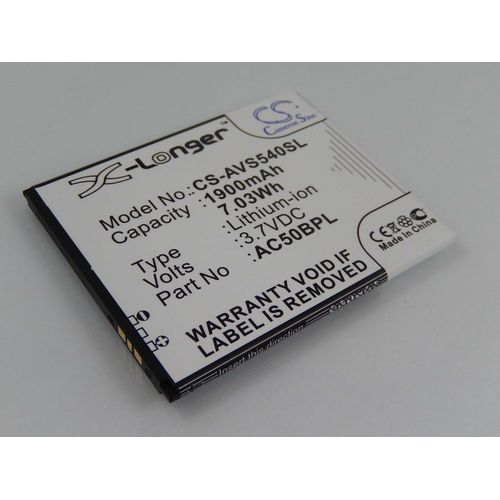 X-Longer
CS
Cameron Sino
Model No.: CS-AVS540SL
Capacity: 1900mAh
7.03Wh
Type Lithium-ion
Volts 3.7VDC
Part No AC50BPL
WARRANTY VOID IF
LABEL IS REMOVED
CE
Made in China